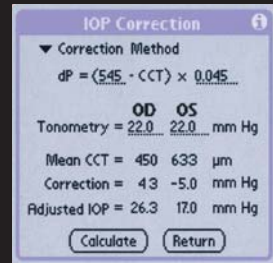 IOP Correction i
▼ Correction Method
dP = (545 - CCT) × 0.045
OD OS
Tonometry = 22.0 22.0 mm Hg
Mean CCT = 450 633 μm
Correction = 4.3 -5.0 mm Hg
Adjusted IOP = 26.3 17.0 mm Hg
Calculate Return